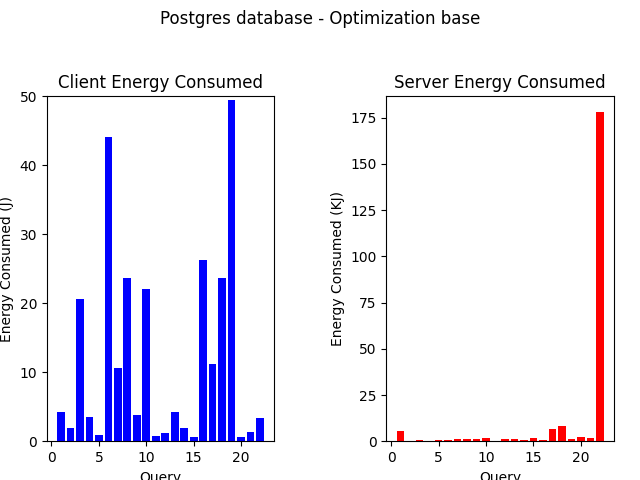 Postgres database - Optimization base
Client Energy Consumed
Server Energy Consumed
Energy Consumed (J)
50
40
30
20
10
0
0 5 10 15 20
Query
Energy Consumed (KJ)
175
150
125
100
75
50
25
0
0 5 10 15 20
Query